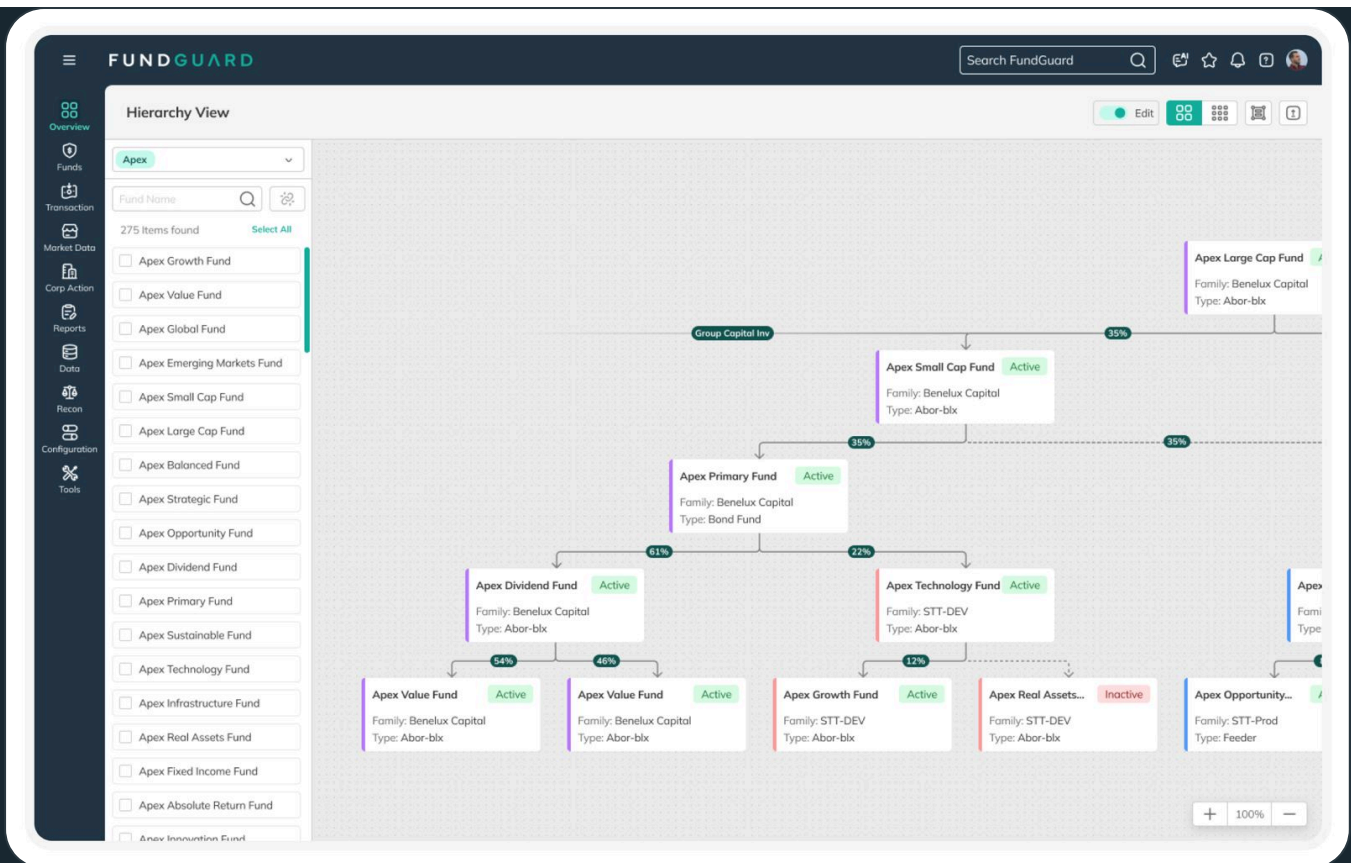 FUNDGUARD
Search FundGuard
Overview
Funds
Transaction
Market Data
Corp Action
Reports
Data
Recon
Configuration
Tools
Hierarchy View
Edit
Apex
Fund Name
275 Items found Select All
Apex Growth Fund
Apex Value Fund
Apex Global Fund
Apex Emerging Markets Fund
Apex Small Cap Fund
Apex Large Cap Fund
Apex Balanced Fund
Apex Strategic Fund
Apex Opportunity Fund
Apex Dividend Fund
Apex Primary Fund
Apex Sustainable Fund
Apex Technology Fund
Apex Infrastructure Fund
Apex Real Assets Fund
Apex Fixed Income Fund
Apex Absolute Return Fund
Apex Innovation Fund
Apex Large Cap Fund
Family: Benelux Capital
Type: Abor-blx
Group Capital Inv
35%
Apex Small Cap Fund Active
Family: Benelux Capital
Type: Abor-blx
35%
35%
Apex Primary Fund Active
Family: Benelux Capital
Type: Bond Fund
61%
22%
Apex Dividend Fund Active
Family: Benelux Capital
Type: Abor-blx
Apex Technology Fund Active
Family: STT-DEV
Type: Abor-blx
Apex
Type
54%
46%
12%
Apex Value Fund Active
Family: Benelux Capital
Type: Abor-blx
Apex Value Fund Active
Family: Benelux Capital
Type: Abor-blx
Apex Growth Fund Active
Family: STT-DEV
Type: Abor-blx
Apex Real Assets... Inactive
Family: STT-DEV
Type: Abor-blx
Apex Opportunity...
Family: STT-Prod
Type: Feeder
+ 100% −